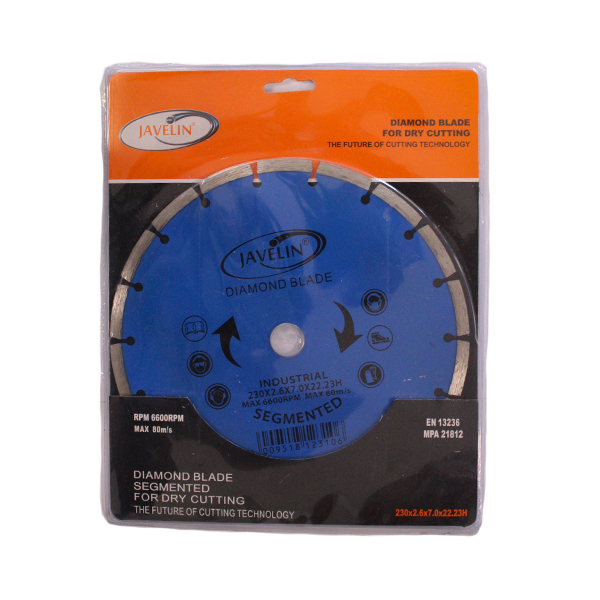 JAVELIN®
DIAMOND BLADE
FOR DRY CUTTING
THE FUTURE OF CUTTING TECHNOLOGY
JAVELIN®
DIAMOND BLADE
INDUSTRIAL
230X2.6X7.0X22.23H
MAX 6600RPM. MAX 80m/s
SEGMENTED
009518123106
RPM 6600RPM
MAX 80m/s
EN 13236
MPA 21812
DIAMOND BLADE
SEGMENTED
FOR DRY CUTTING
THE FUTURE OF CUTTING TECHNOLOGY
230x2.6x7.0x22.23H